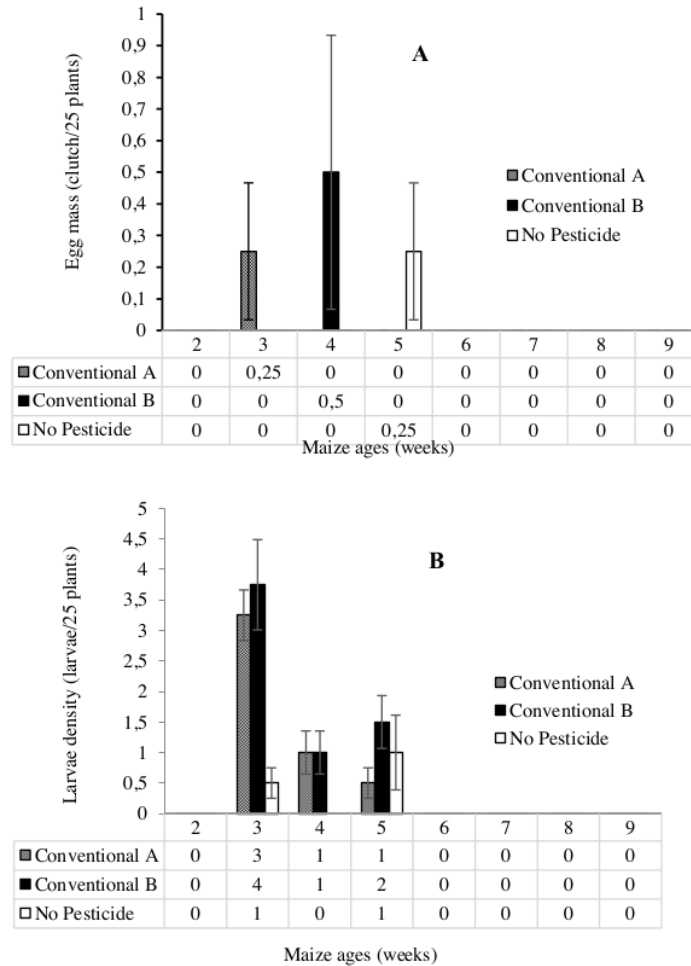 A
Egg mass (clutch/25 plants)
1
0,9
0,8
0,7
0,6
0,5
0,4
0,3
0,2
0,1
0
Conventional A
Conventional B
No Pesticide
2 3 4 5 6 7 8 9
Conventional A 0 0,25 0 0 0 0 0 0
Conventional B 0 0 0,5 0 0 0 0 0
No Pesticide 0 0 0 0,25 0 0 0 0
Maize ages (weeks)
B
Larvae density (larvae/25 plants)
5
4,5
4
3,5
3
2,5
2
1,5
1
0,5
0
Conventional A
Conventional B
No Pesticide
2 3 4 5 6 7 8 9
Conventional A 0 3 1 1 0 0 0 0
Conventional B 0 4 1 2 0 0 0 0
No Pesticide 0 1 0 1 0 0 0 0
Maize ages (weeks)